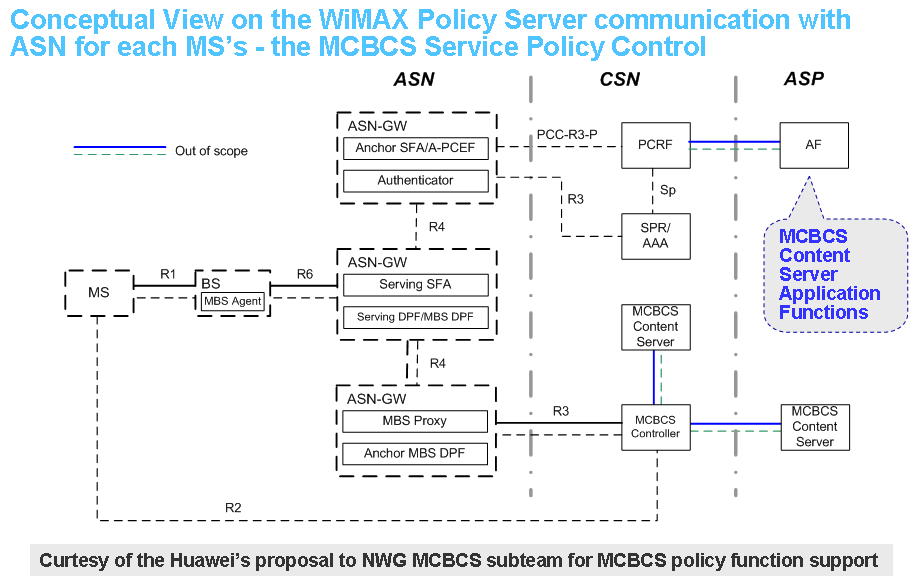 Conceptual View on the WiMAX Policy Server communication with
ASN for each MS's - the MCBCS Service Policy Control
ASN
CSN
ASP
Out of scope
ASN-GW
Anchor SFA/A-PCEF
Authenticator
PCC-R3-P
PCRF
AF
R3
Sp
SPR/
AAA
MCBCS
Content
Server
Application
Functions
R4
ASN-GW
Serving SFA
Serving DPF/MBS DPF
MS
R1
BS
MBS Agent
R6
MCBCS
Content
Server
R4
ASN-GW
MBS Proxy
Anchor MBS DPF
R3
MCBCS
Controller
MCBCS
Content
Server
R2
Curtesy of the Huawei's proposal to NWG MCBCS subteam for MCBCS policy function support